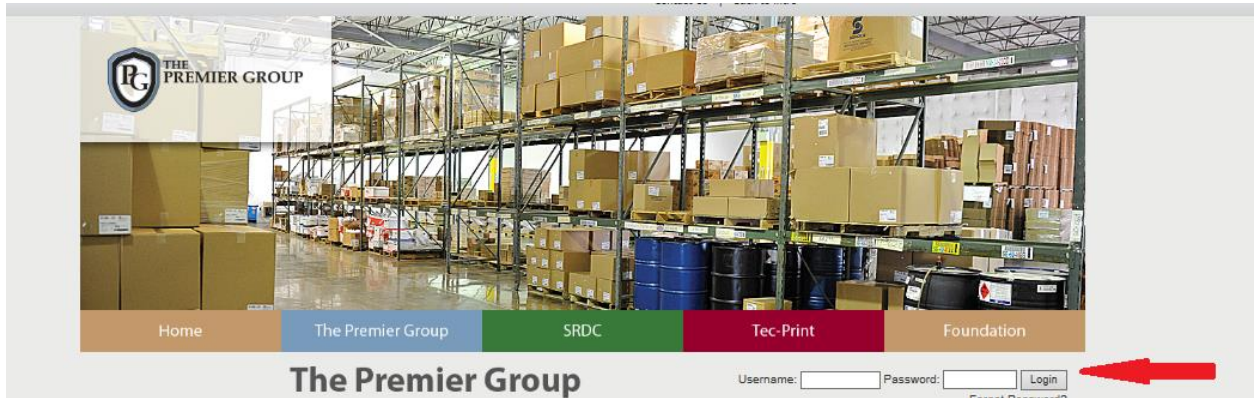 THE
PREMIER GROUP
PG
Home
The Premier Group
SRDC
Tec-Print
Foundation
The Premier Group
Username:
Password:
Login